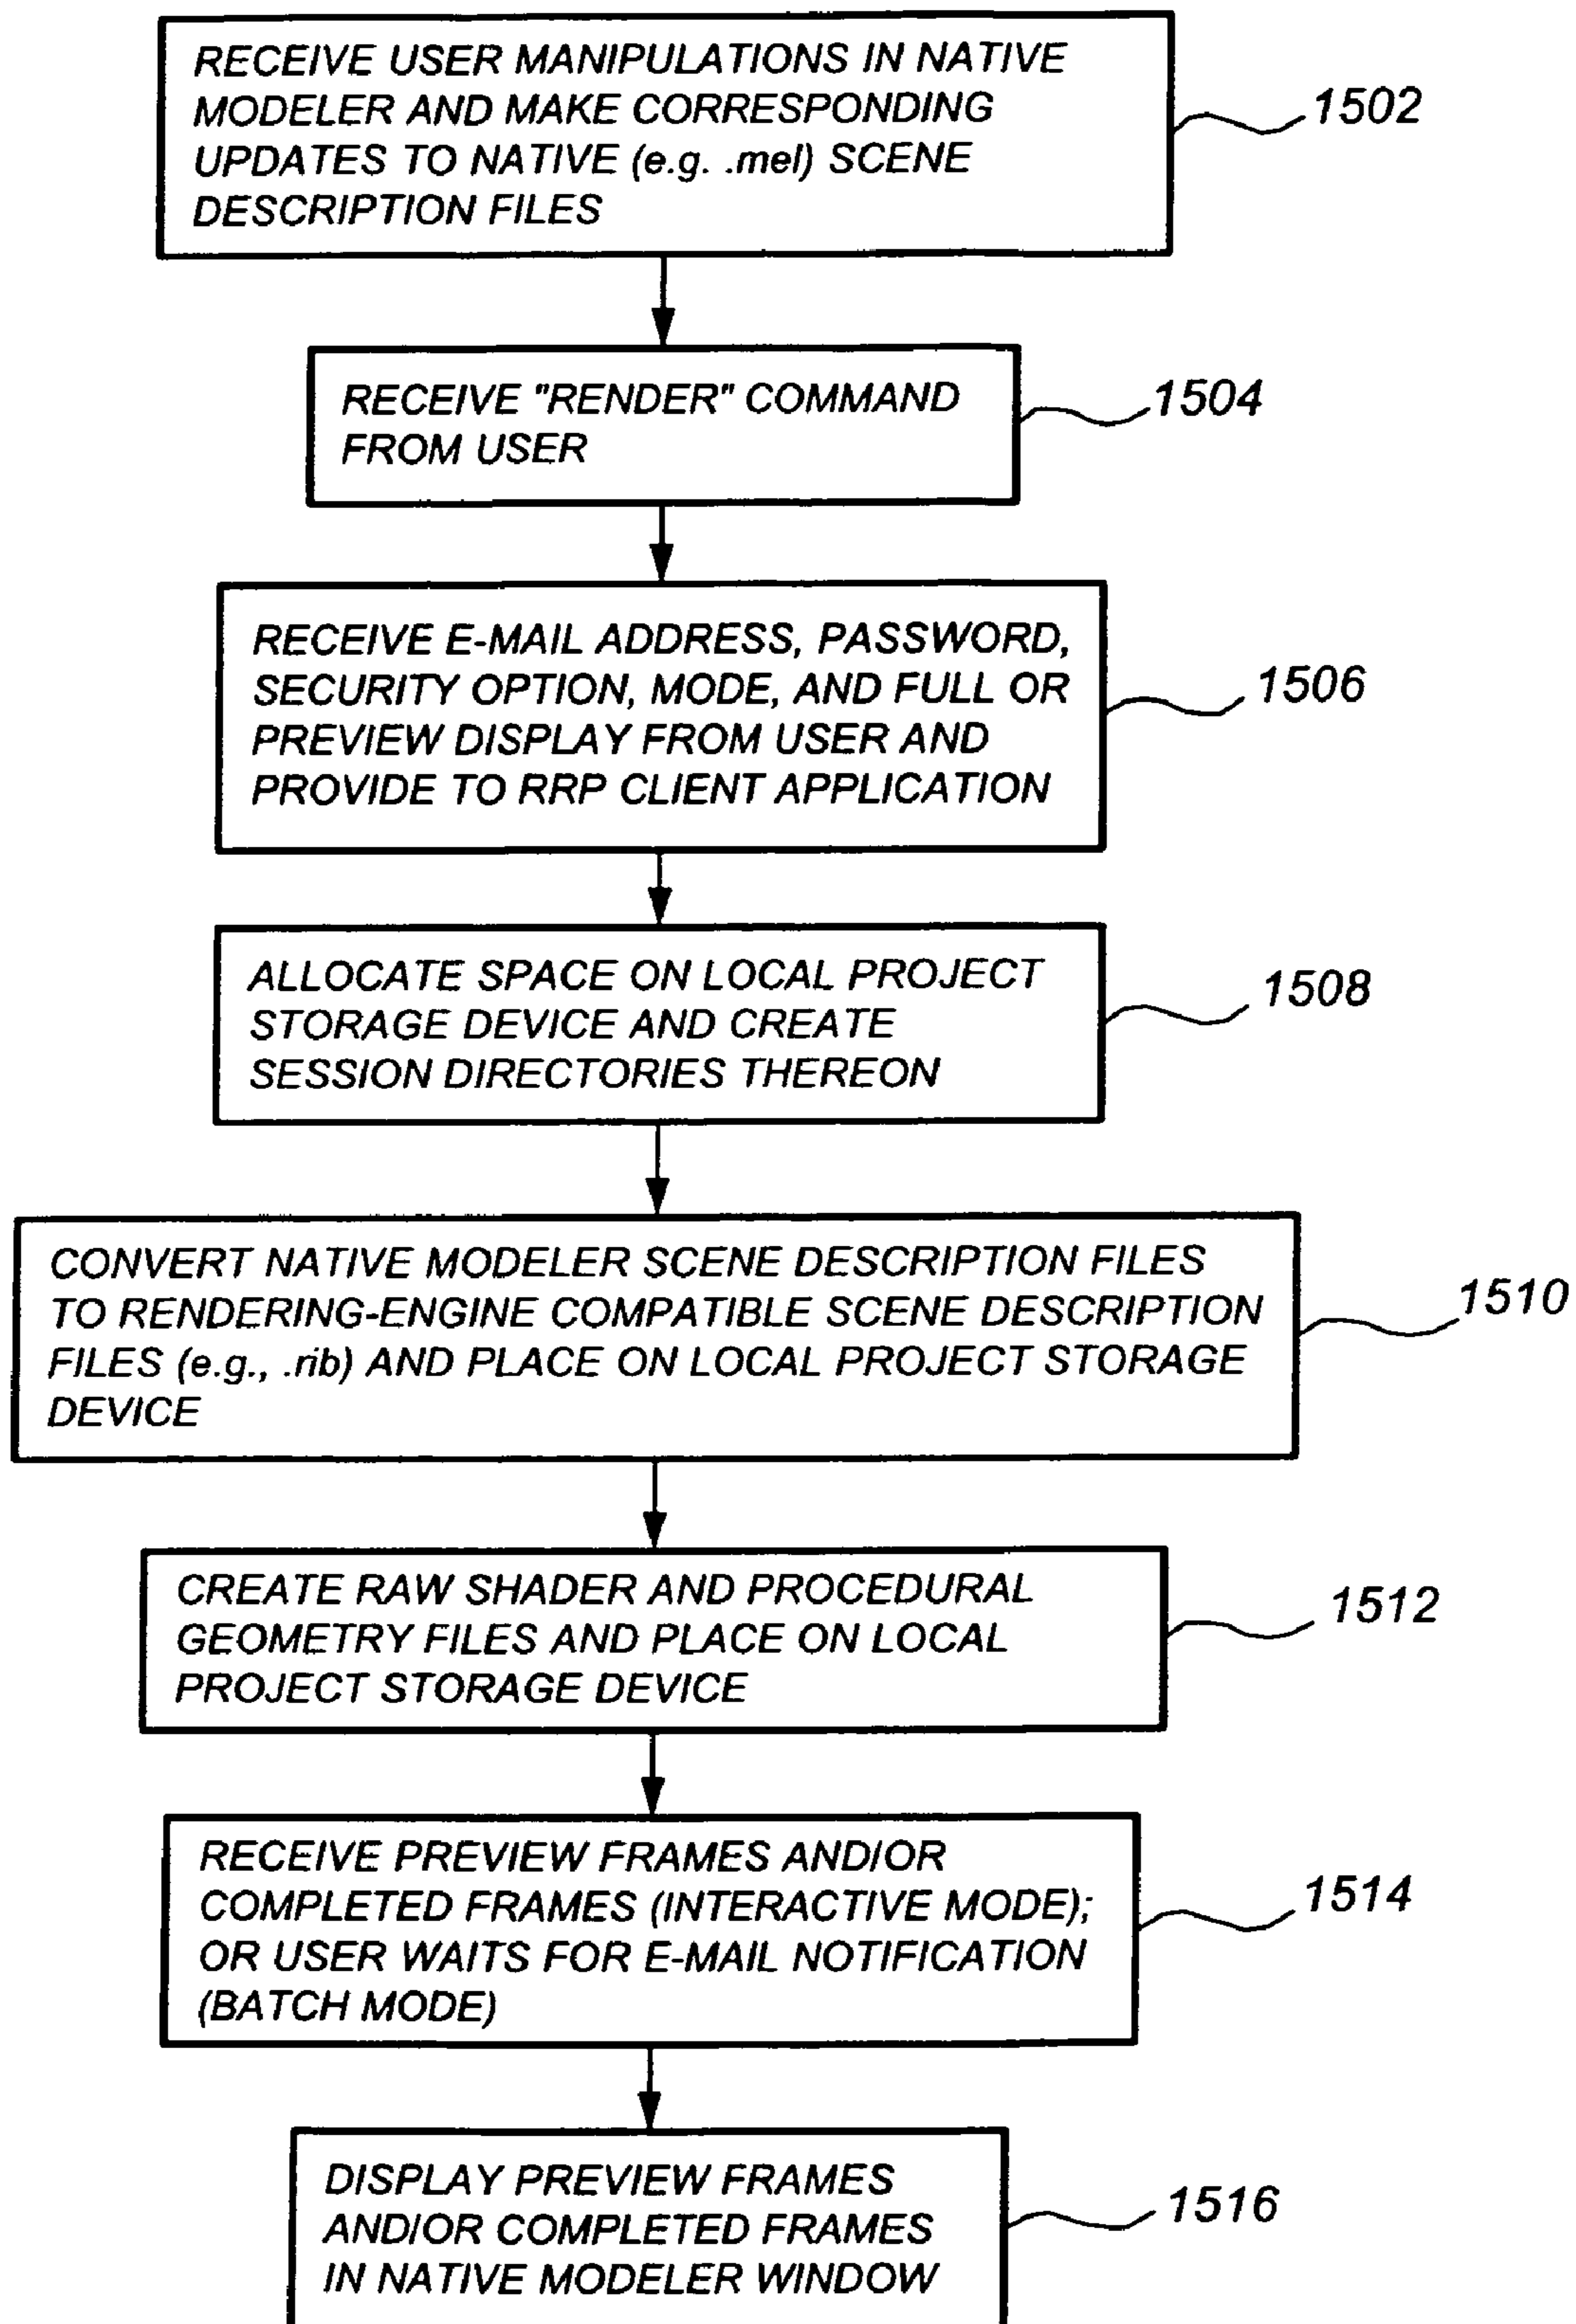 RECEIVE USER MANIPULATIONS IN NATIVE
MODELER AND MAKE CORRESPONDING
UPDATES TO NATIVE (e.g. .mel) SCENE
DESCRIPTION FILES
1502
RECEIVE "RENDER" COMMAND
FROM USER
1504
RECEIVE E-MAIL ADDRESS, PASSWORD,
SECURITY OPTION, MODE, AND FULL OR
PREVIEW DISPLAY FROM USER AND
PROVIDE TO RRP CLIENT APPLICATION
1506
ALLOCATE SPACE ON LOCAL PROJECT
STORAGE DEVICE AND CREATE
SESSION DIRECTORIES THEREON
1508
CONVERT NATIVE MODELER SCENE DESCRIPTION FILES
TO RENDERING-ENGINE COMPATIBLE SCENE DESCRIPTION
FILES (e.g., .rib) AND PLACE ON LOCAL PROJECT STORAGE
DEVICE
1510
CREATE RAW SHADER AND PROCEDURAL
GEOMETRY FILES AND PLACE ON LOCAL
PROJECT STORAGE DEVICE
1512
RECEIVE PREVIEW FRAMES AND/OR
COMPLETED FRAMES (INTERACTIVE MODE);
OR USER WAITS FOR E-MAIL NOTIFICATION
(BATCH MODE)
1514
DISPLAY PREVIEW FRAMES
AND/OR COMPLETED FRAMES
IN NATIVE MODELER WINDOW
1516